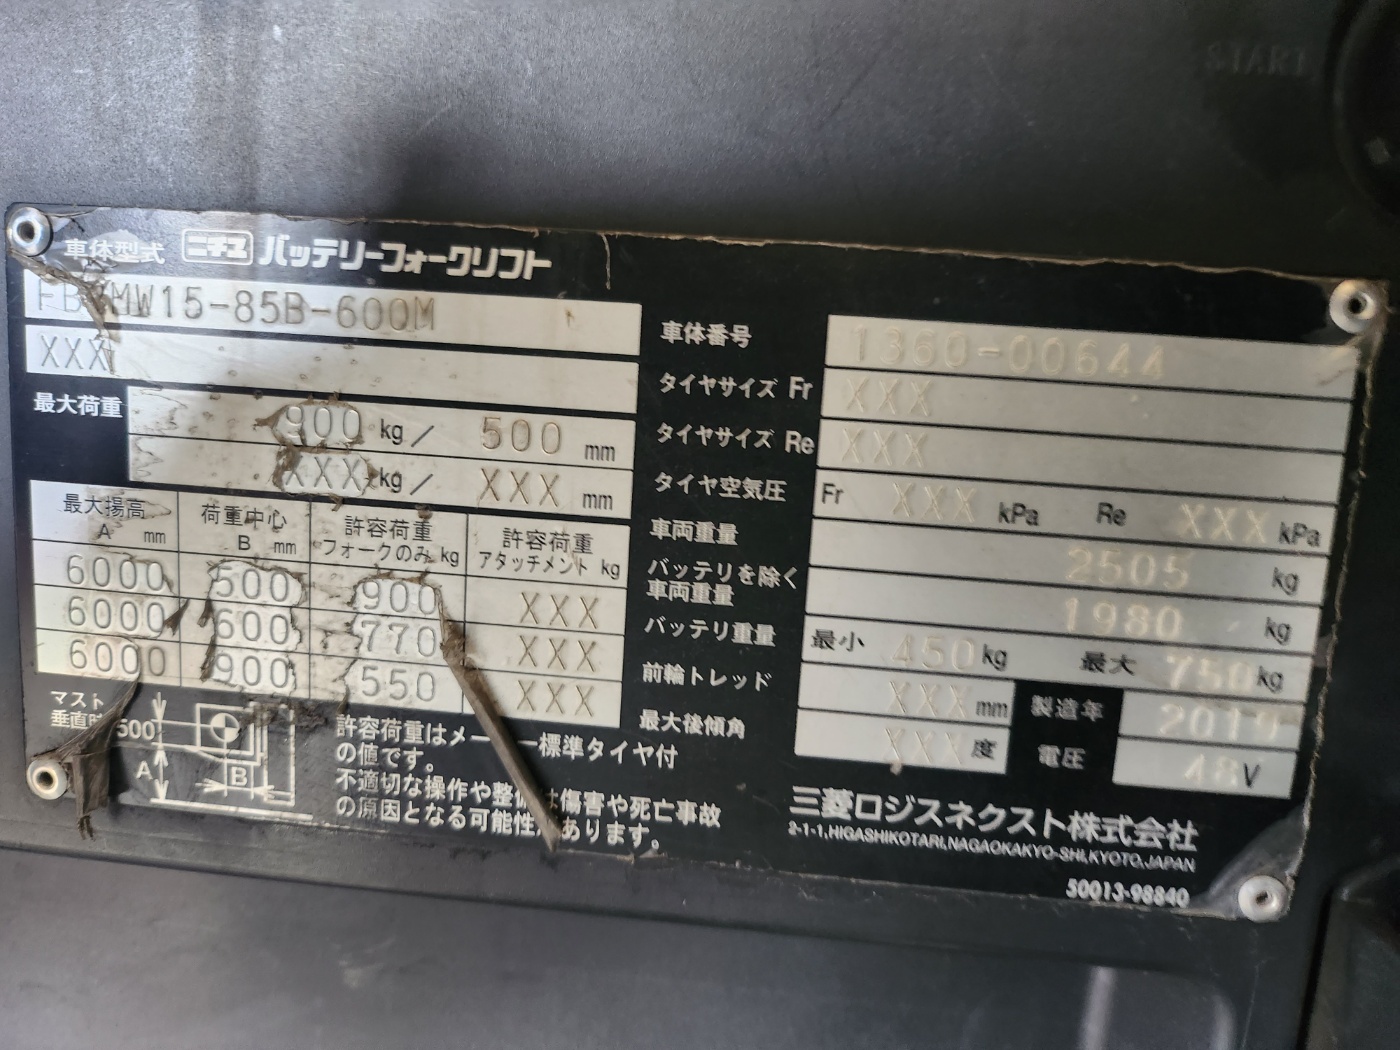 START
車体型式 ニチユ バッテリーフォークリフト
MW15-85B-600M
XXX
最大荷重 900 kg / 500 mm
XXX kg / XXX mm
最大揚高 A mm 荷重中心 B mm 許容荷重 フォークのみ kg 許容荷重 アタッチメント kg
6000 500 900 XXX
6000 600 770 XXX
6000 900 550 XXX
マスト
垂直時
500
A
B
許容荷重はメー ー標準タイヤ付
の値です。
不適切な操作や整備は傷害や死亡事故
の原因となる可能性があります。
車体番号 1360-00644
タイヤサイズ Fr XXX
タイヤサイズ Re XXX
タイヤ空気圧 Fr XXX kPa Re XXX kPa
車両重量 2505 kg
バッテリを除く
車両重量 1980 kg
バッテリ重量 最小 450 kg 最大 750 kg
前輪トレッド XXX mm 製造年 2019
最大後傾角 XXX 度 電圧 48 V
三菱ロジスネクスト株式会社
2-1-1,HIGASHIKOTARI,NAGAOKAKYO-SHI,KYOTO,JAPAN
50013-98840